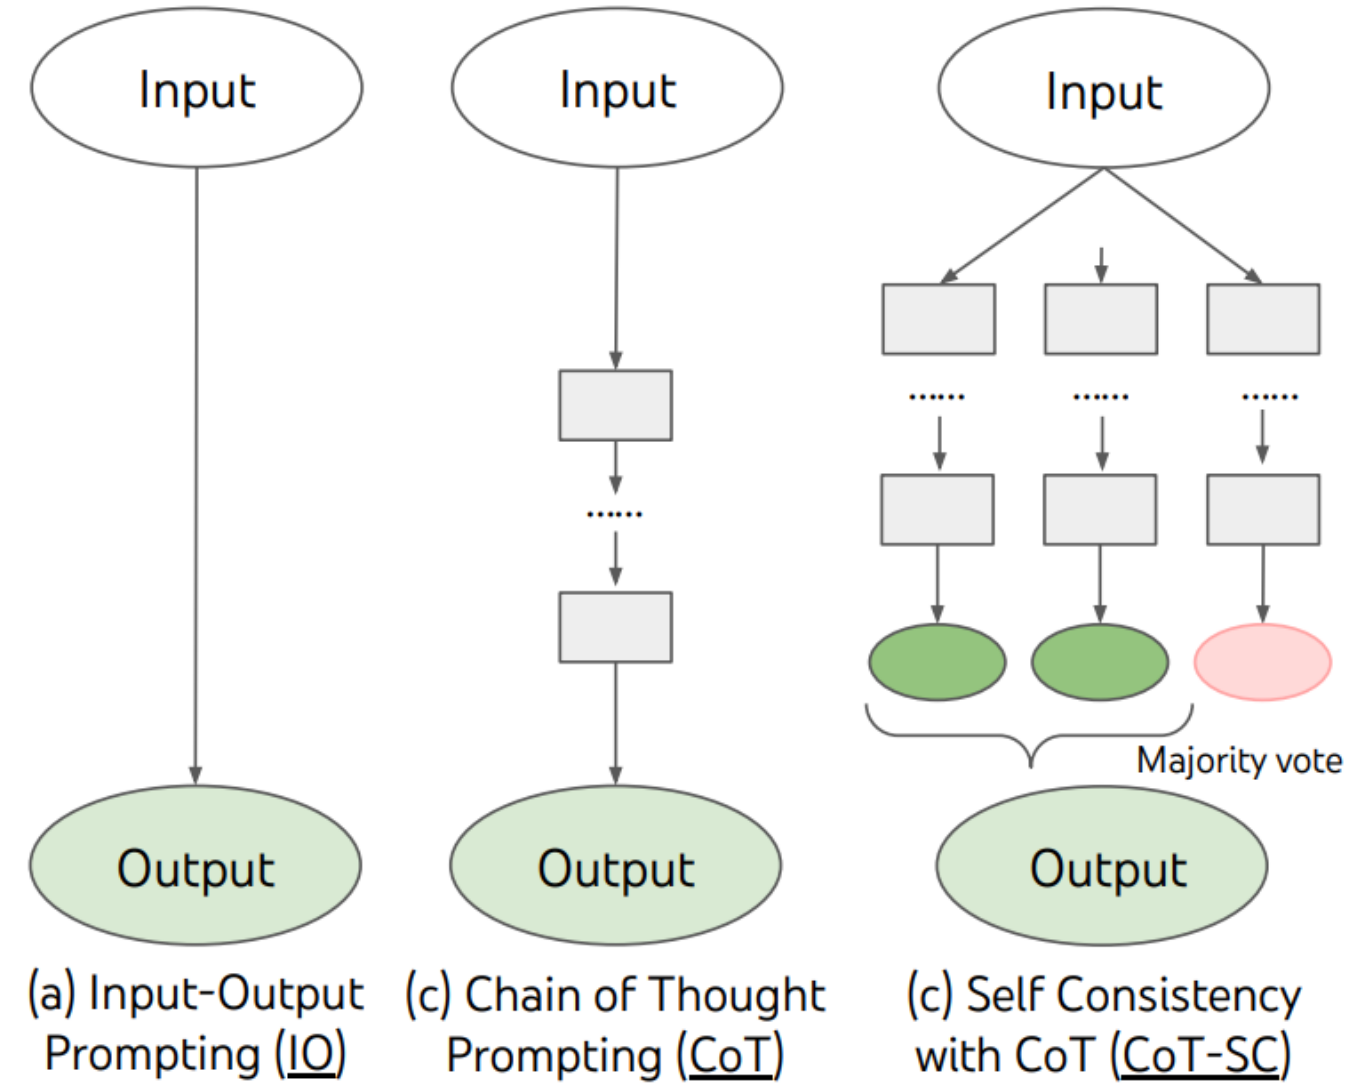 Input
Input
Input
......
......
......
......
Majority vote
Output
Output
Output
(a) Input-Output
Prompting (IO)
(c) Chain of Thought
Prompting (CoT)
(c) Self Consistency
with CoT (CoT-SC)